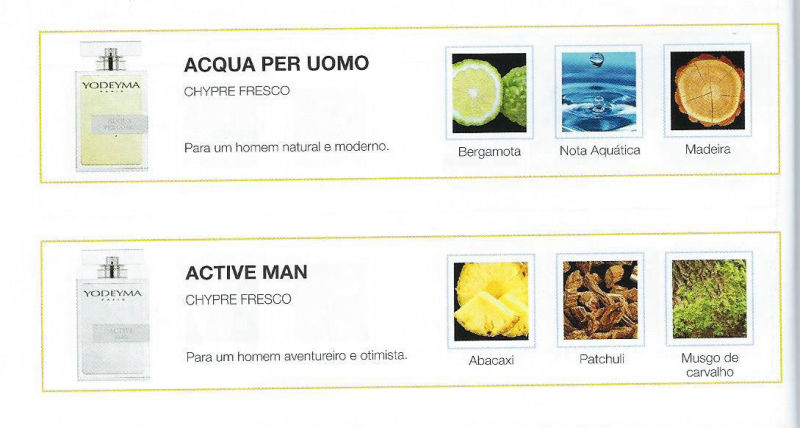 YODEYMA
PARIS
ACQUA
PER UOMO
ACQUA PER UOMO
CHYPRE FRESCO
Para um homem natural e moderno.
Bergamota
Nota Aquática
Madeira
YODEYMA
PARIS
ACTIVE
MAN
ACTIVE MAN
CHYPRE FRESCO
Para um homem aventureiro e otimista.
Abacaxi
Patchuli
Musgo de
carvalho